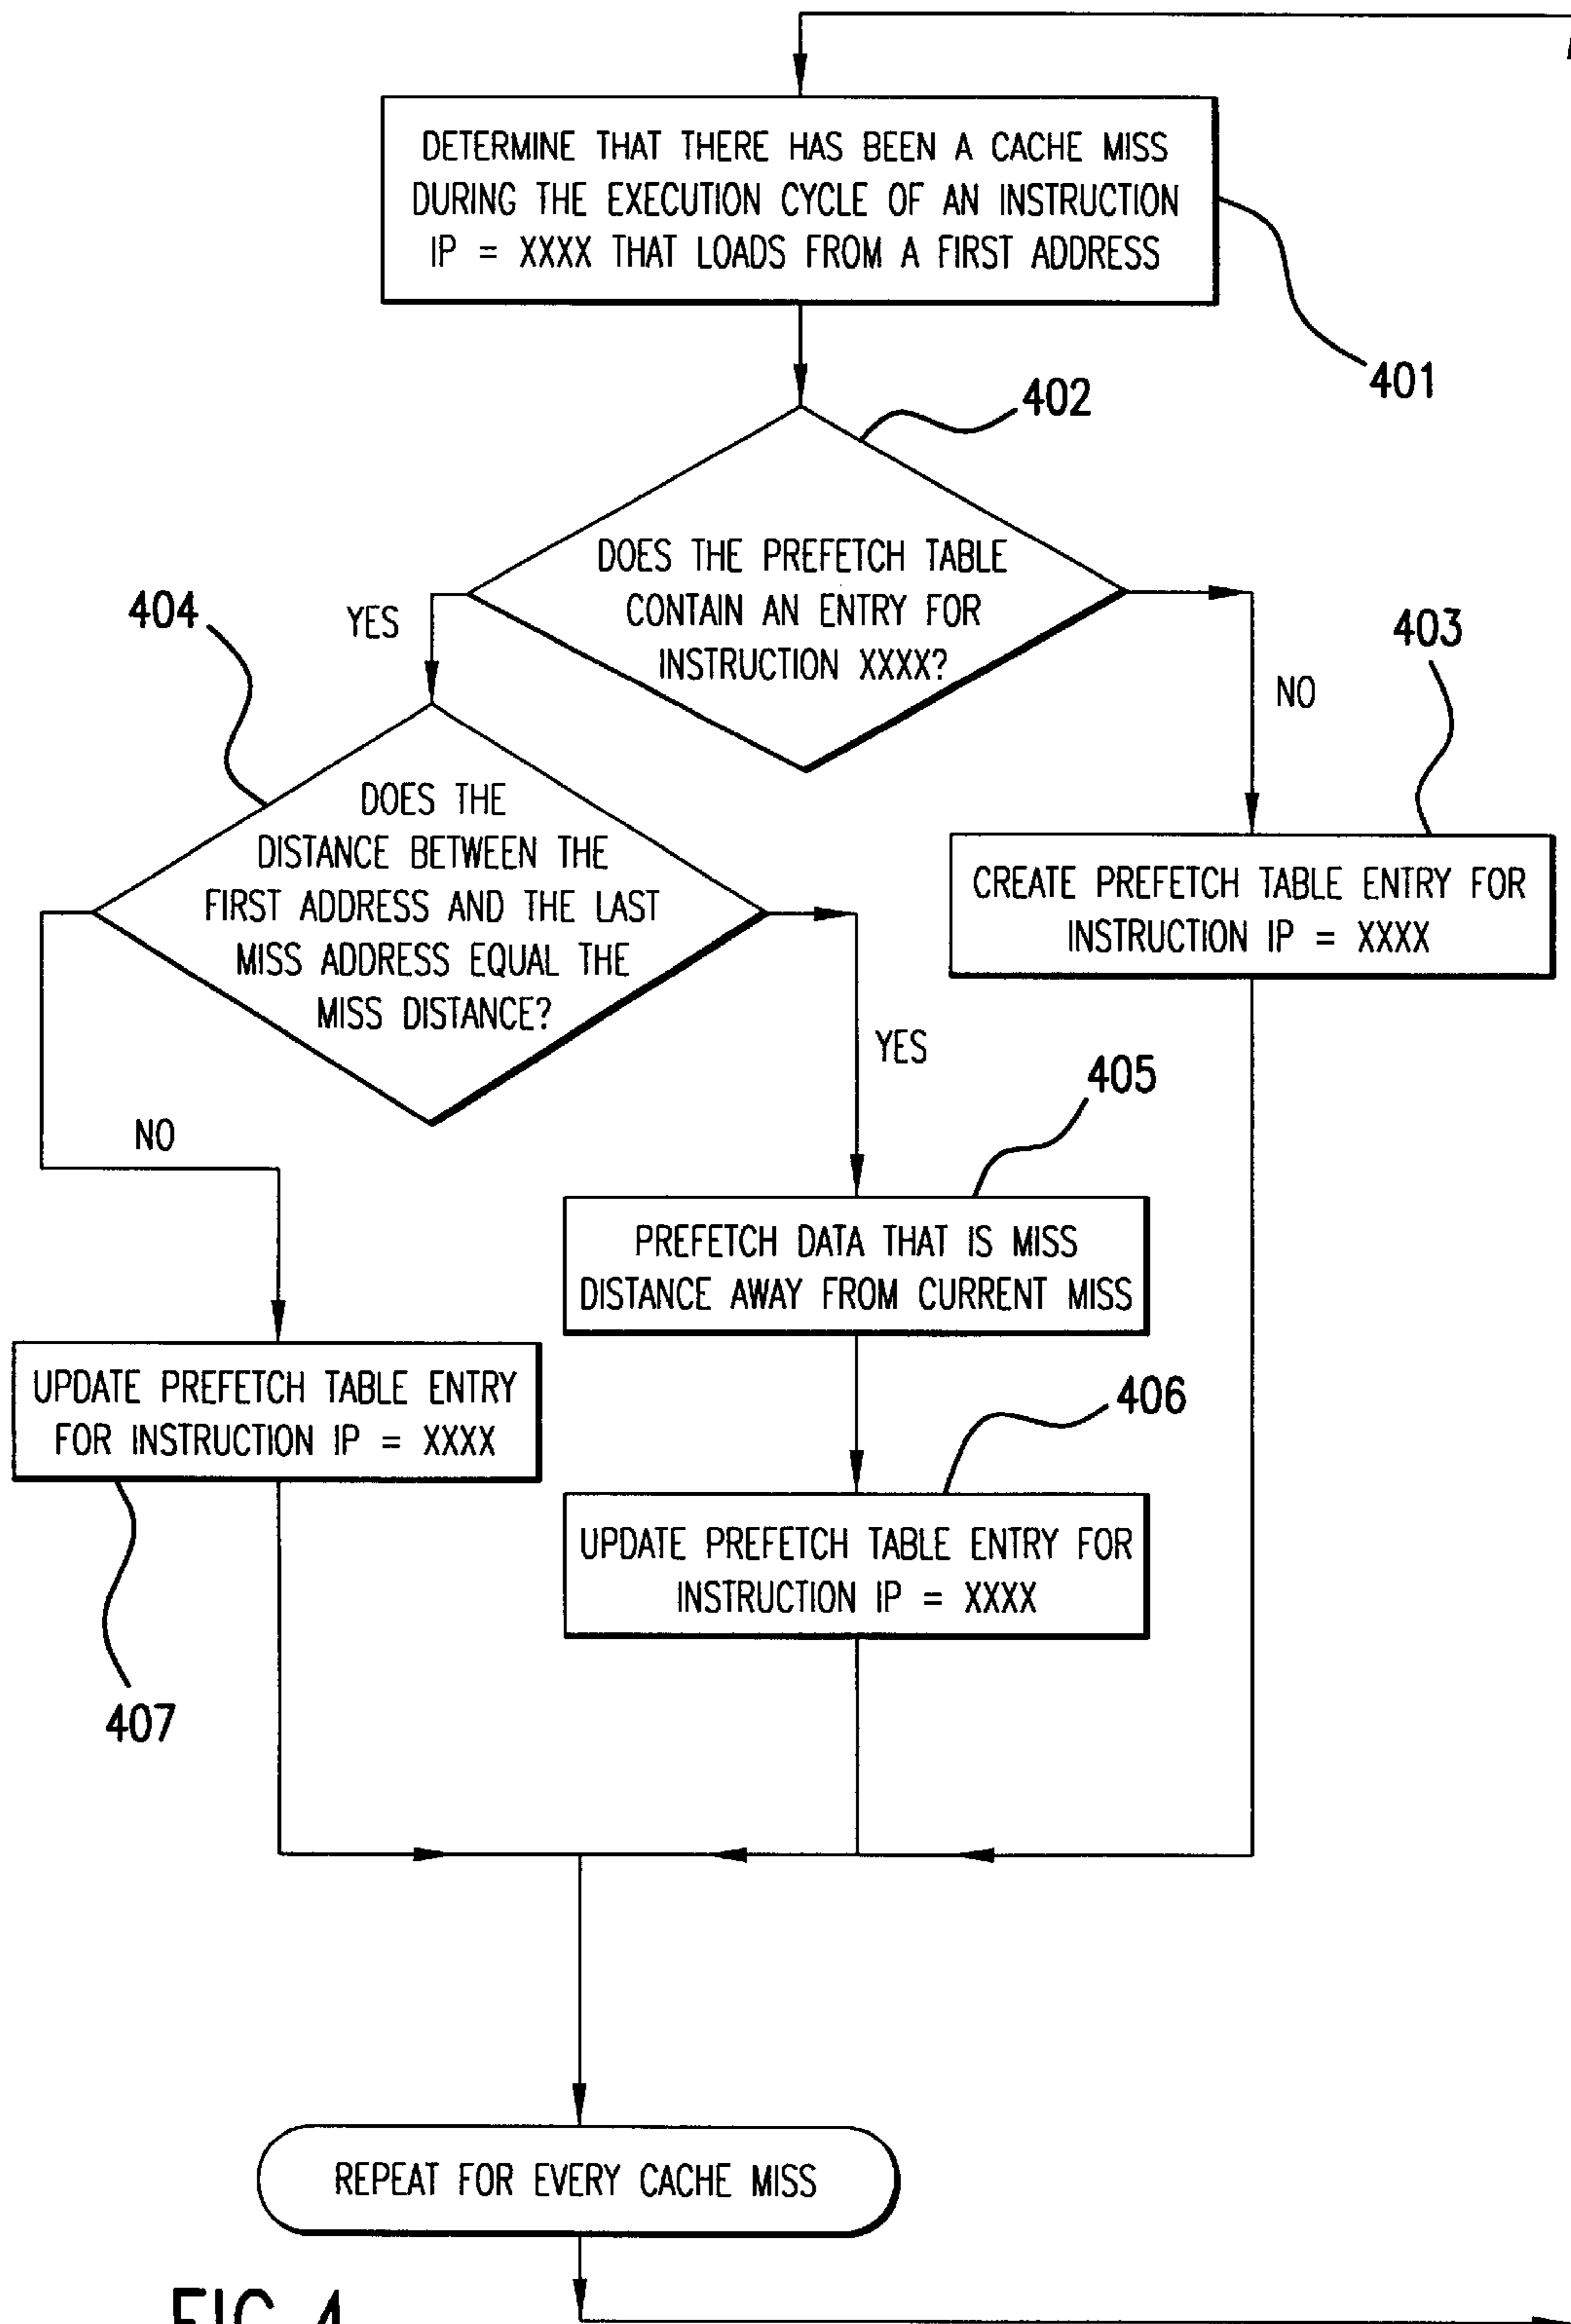 DETERMINE THAT THERE HAS BEEN A CACHE MISS
DURING THE EXECUTION CYCLE OF AN INSTRUCTION
IP = XXXX THAT LOADS FROM A FIRST ADDRESS
401
402
DOES THE PREFETCH TABLE
CONTAIN AN ENTRY FOR
INSTRUCTION XXXX?
YES
NO
403
404
DOES THE
DISTANCE BETWEEN THE
FIRST ADDRESS AND THE LAST
MISS ADDRESS EQUAL THE
MISS DISTANCE?
CREATE PREFETCH TABLE ENTRY FOR
INSTRUCTION IP = XXXX
YES
NO
405
PREFETCH DATA THAT IS MISS
DISTANCE AWAY FROM CURRENT MISS
406
UPDATE PREFETCH TABLE ENTRY
FOR INSTRUCTION IP = XXXX
407
UPDATE PREFETCH TABLE ENTRY FOR
INSTRUCTION IP = XXXX
REPEAT FOR EVERY CACHE MISS
FIG. 4